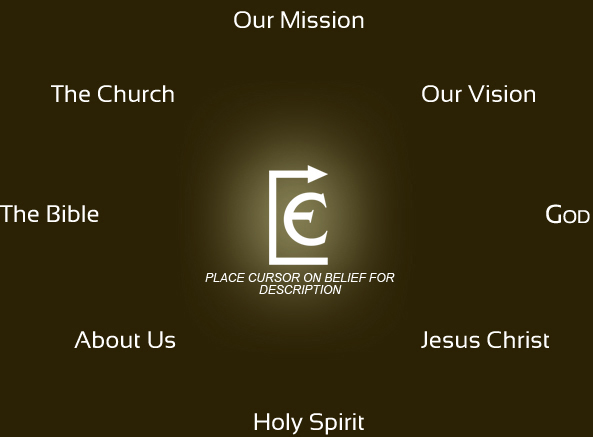 Our Mission
The Church
Our Vision
The Bible
God
PLACE CURSOR ON BELIEF FOR
DESCRIPTION
About Us
Jesus Christ
Holy Spirit